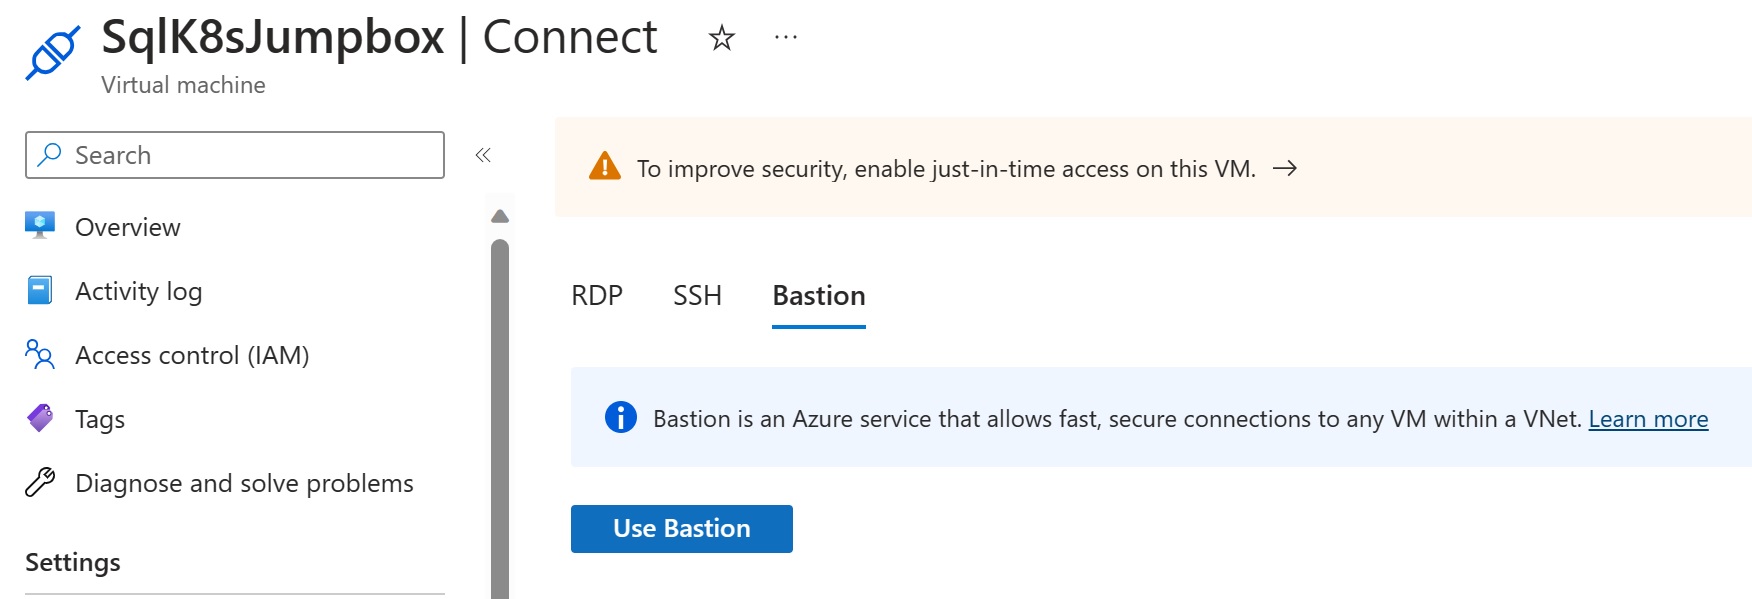 SqlK8sJumpbox | Connect
Virtual machine
Search
To improve security, enable just-in-time access on this VM. →
Overview
Activity log
RDP SSH Bastion
Access control (IAM)
Tags
Bastion is an Azure service that allows fast, secure connections to any VM within a VNet. Learn more
Diagnose and solve problems
Use Bastion
Settings